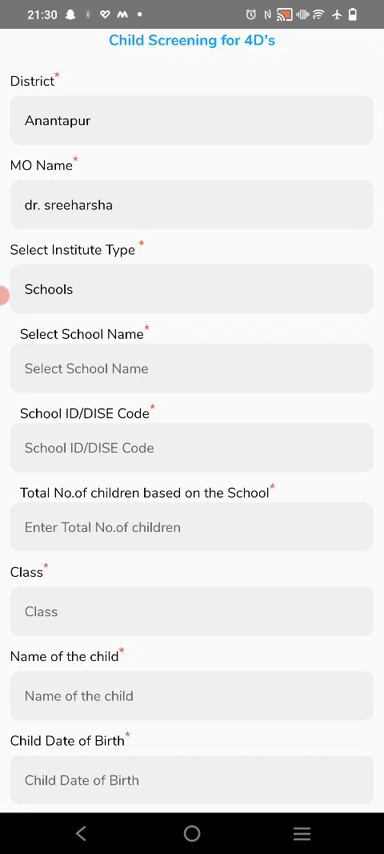 21:30
Child Screening for 4D's
District*
Anantapur
MO Name*
dr. sreeharsha
Select Institute Type *
Schools
Select School Name*
Select School Name
School ID/DISE Code*
School ID/DISE Code
Total No.of children based on the School*
Enter Total No.of children
Class*
Class
Name of the child*
Name of the child
Child Date of Birth*
Child Date of Birth